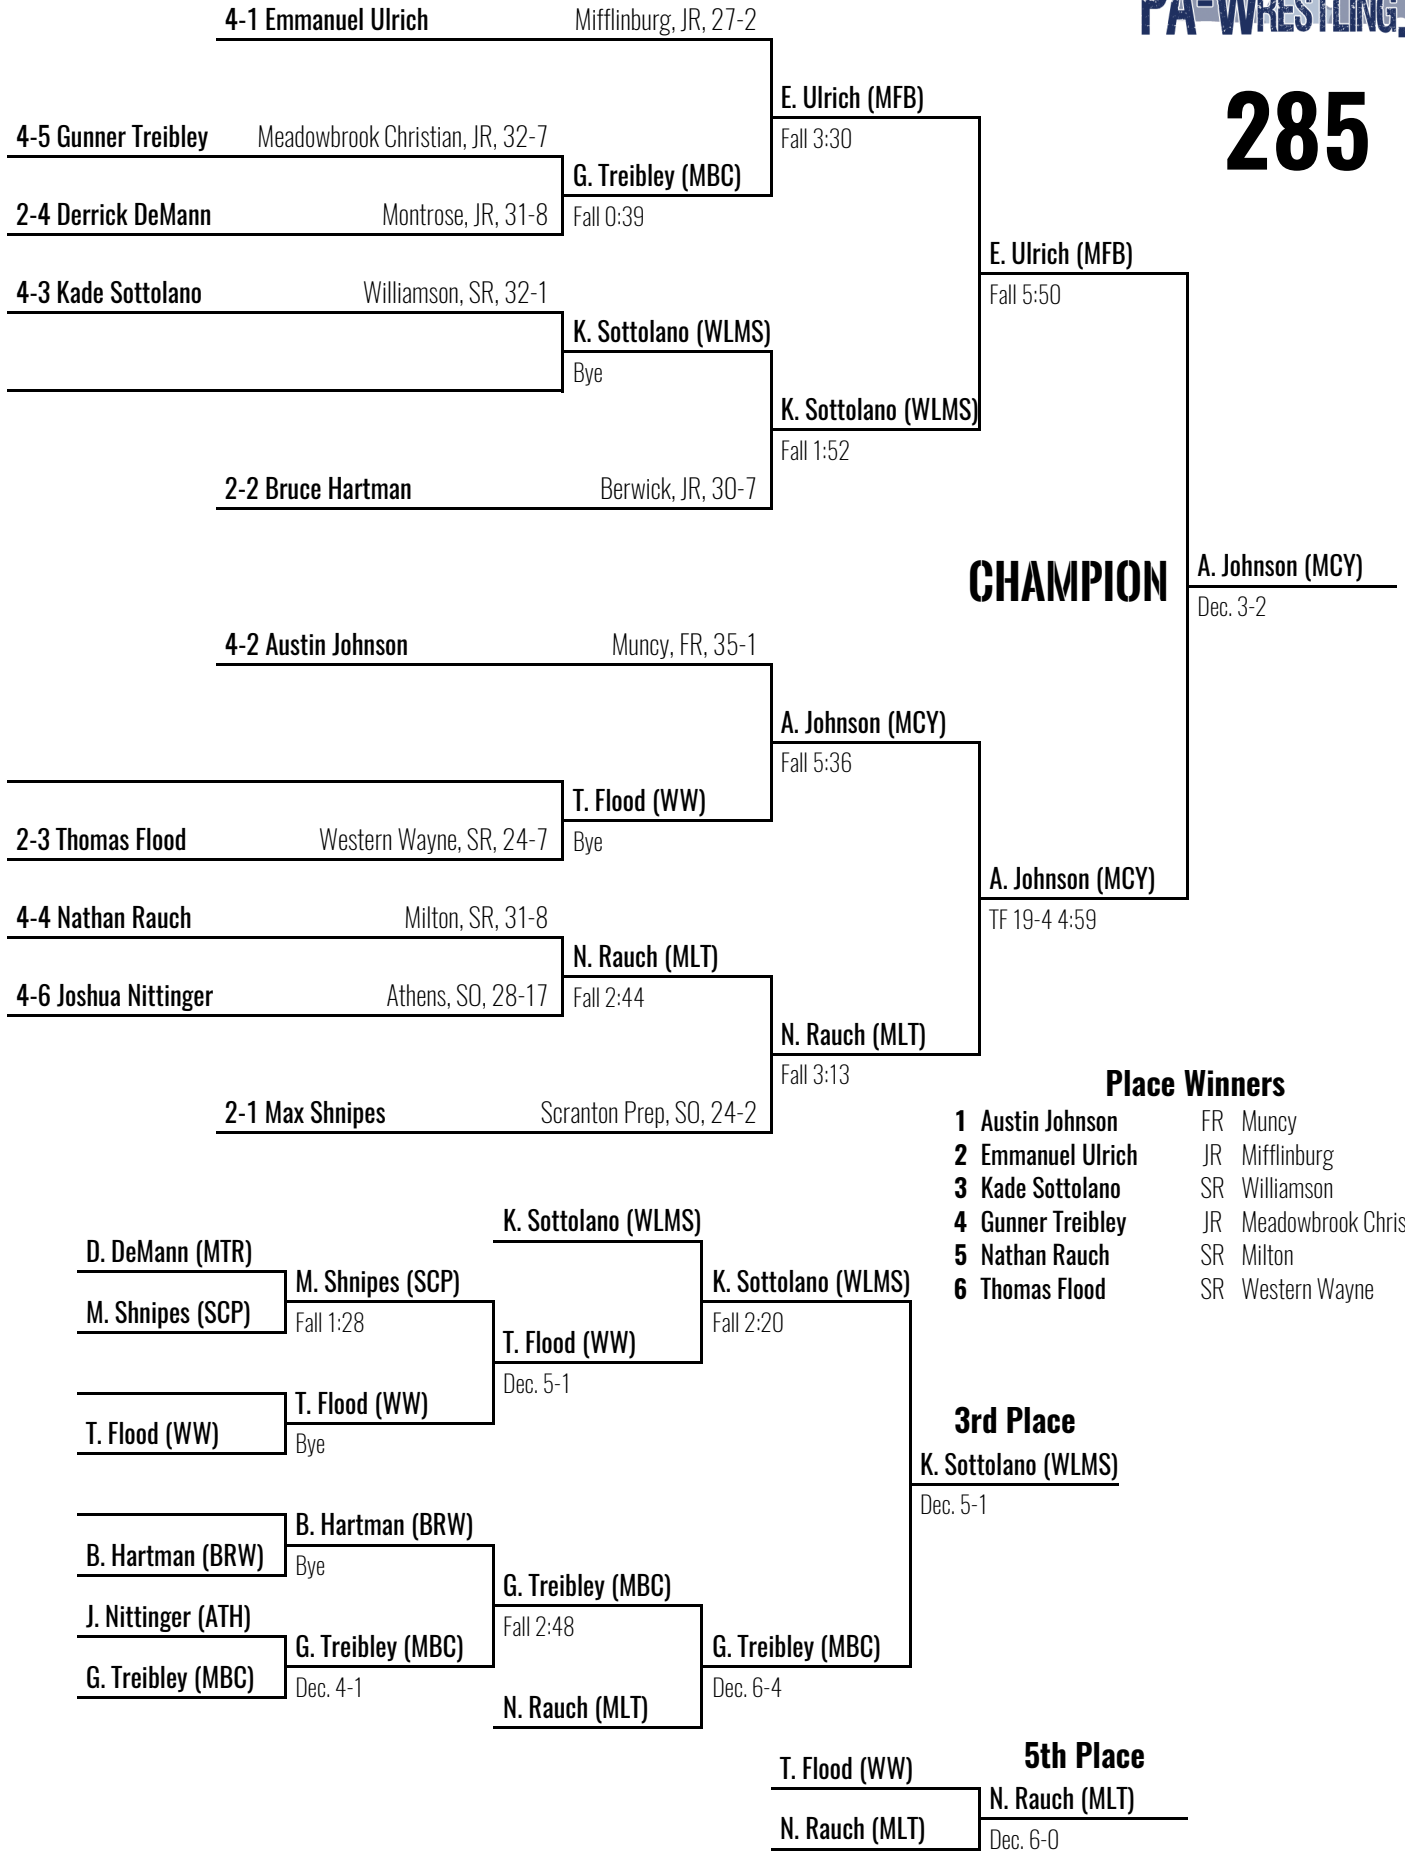 PA-WRESTLING.
285
4-1 Emmanuel Ulrich Mifflinburg, JR, 27-2
E. Ulrich (MFB)
Fall 3:30
4-5 Gunner Treibley Meadowbrook Christian, JR, 32-7
G. Treibley (MBC)
Fall 0:39
2-4 Derrick DeMann Montrose, JR, 31-8
E. Ulrich (MFB)
Fall 5:50
4-3 Kade Sottolano Williamson, SR, 32-1
K. Sottolano (WLMS)
Bye
K. Sottolano (WLMS)
Fall 1:52
2-2 Bruce Hartman Berwick, JR, 30-7
CHAMPION
A. Johnson (MCY)
Dec. 3-2
4-2 Austin Johnson Muncy, FR, 35-1
A. Johnson (MCY)
Fall 5:36
T. Flood (WW)
Bye
2-3 Thomas Flood Western Wayne, SR, 24-7
A. Johnson (MCY)
TF 19-4 4:59
4-4 Nathan Rauch Milton, SR, 31-8
N. Rauch (MLT)
Fall 2:44
4-6 Joshua Nittinger Athens, SO, 28-17
N. Rauch (MLT)
Fall 3:13
2-1 Max Shnipes Scranton Prep, SO, 24-2
Place Winners
1 Austin Johnson FR Muncy
2 Emmanuel Ulrich JR Mifflinburg
3 Kade Sottolano SR Williamson
4 Gunner Treibley JR Meadowbrook Chris
5 Nathan Rauch SR Milton
6 Thomas Flood SR Western Wayne
K. Sottolano (WLMS)
D. DeMann (MTR)
M. Shnipes (SCP)
Fall 1:28
M. Shnipes (SCP)
K. Sottolano (WLMS)
Fall 2:20
T. Flood (WW)
Dec. 5-1
T. Flood (WW)
Bye
T. Flood (WW)
3rd Place
K. Sottolano (WLMS)
Dec. 5-1
B. Hartman (BRW)
Bye
B. Hartman (BRW)
G. Treibley (MBC)
Fall 2:48
J. Nittinger (ATH)
G. Treibley (MBC)
Dec. 4-1
G. Treibley (MBC)
G. Treibley (MBC)
Dec. 6-4
N. Rauch (MLT)
5th Place
T. Flood (WW)
N. Rauch (MLT)
Dec. 6-0
N. Rauch (MLT)